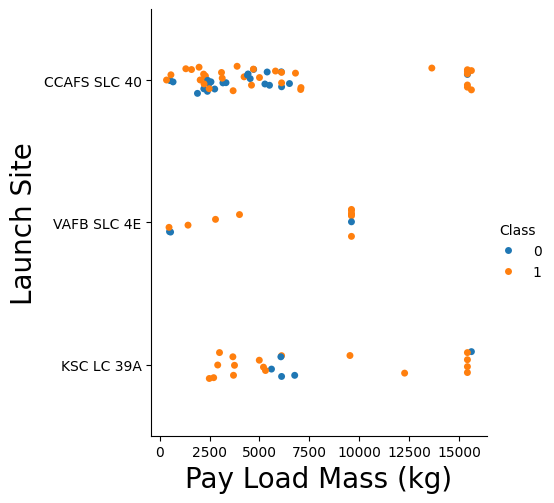 CCAFS SLC 40
VAFB SLC 4E
KSC LC 39A
Launch Site
0
2500
5000
7500
10000
12500
15000
Pay Load Mass (kg)
Class
0
1